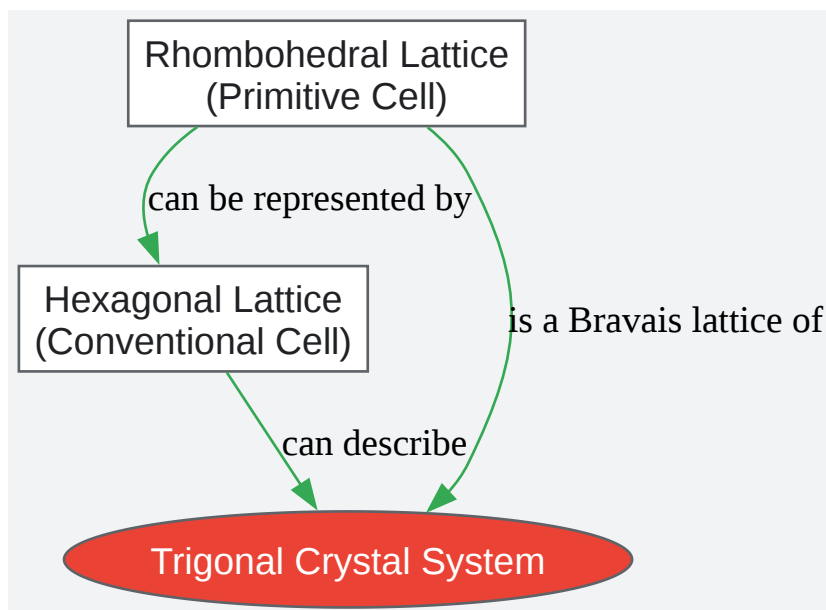 Rhombohedral Lattice
(Primitive Cell)
can be represented by
Hexagonal Lattice
(Conventional Cell)
is a Bravais lattice of
can describe
Trigonal Crystal System